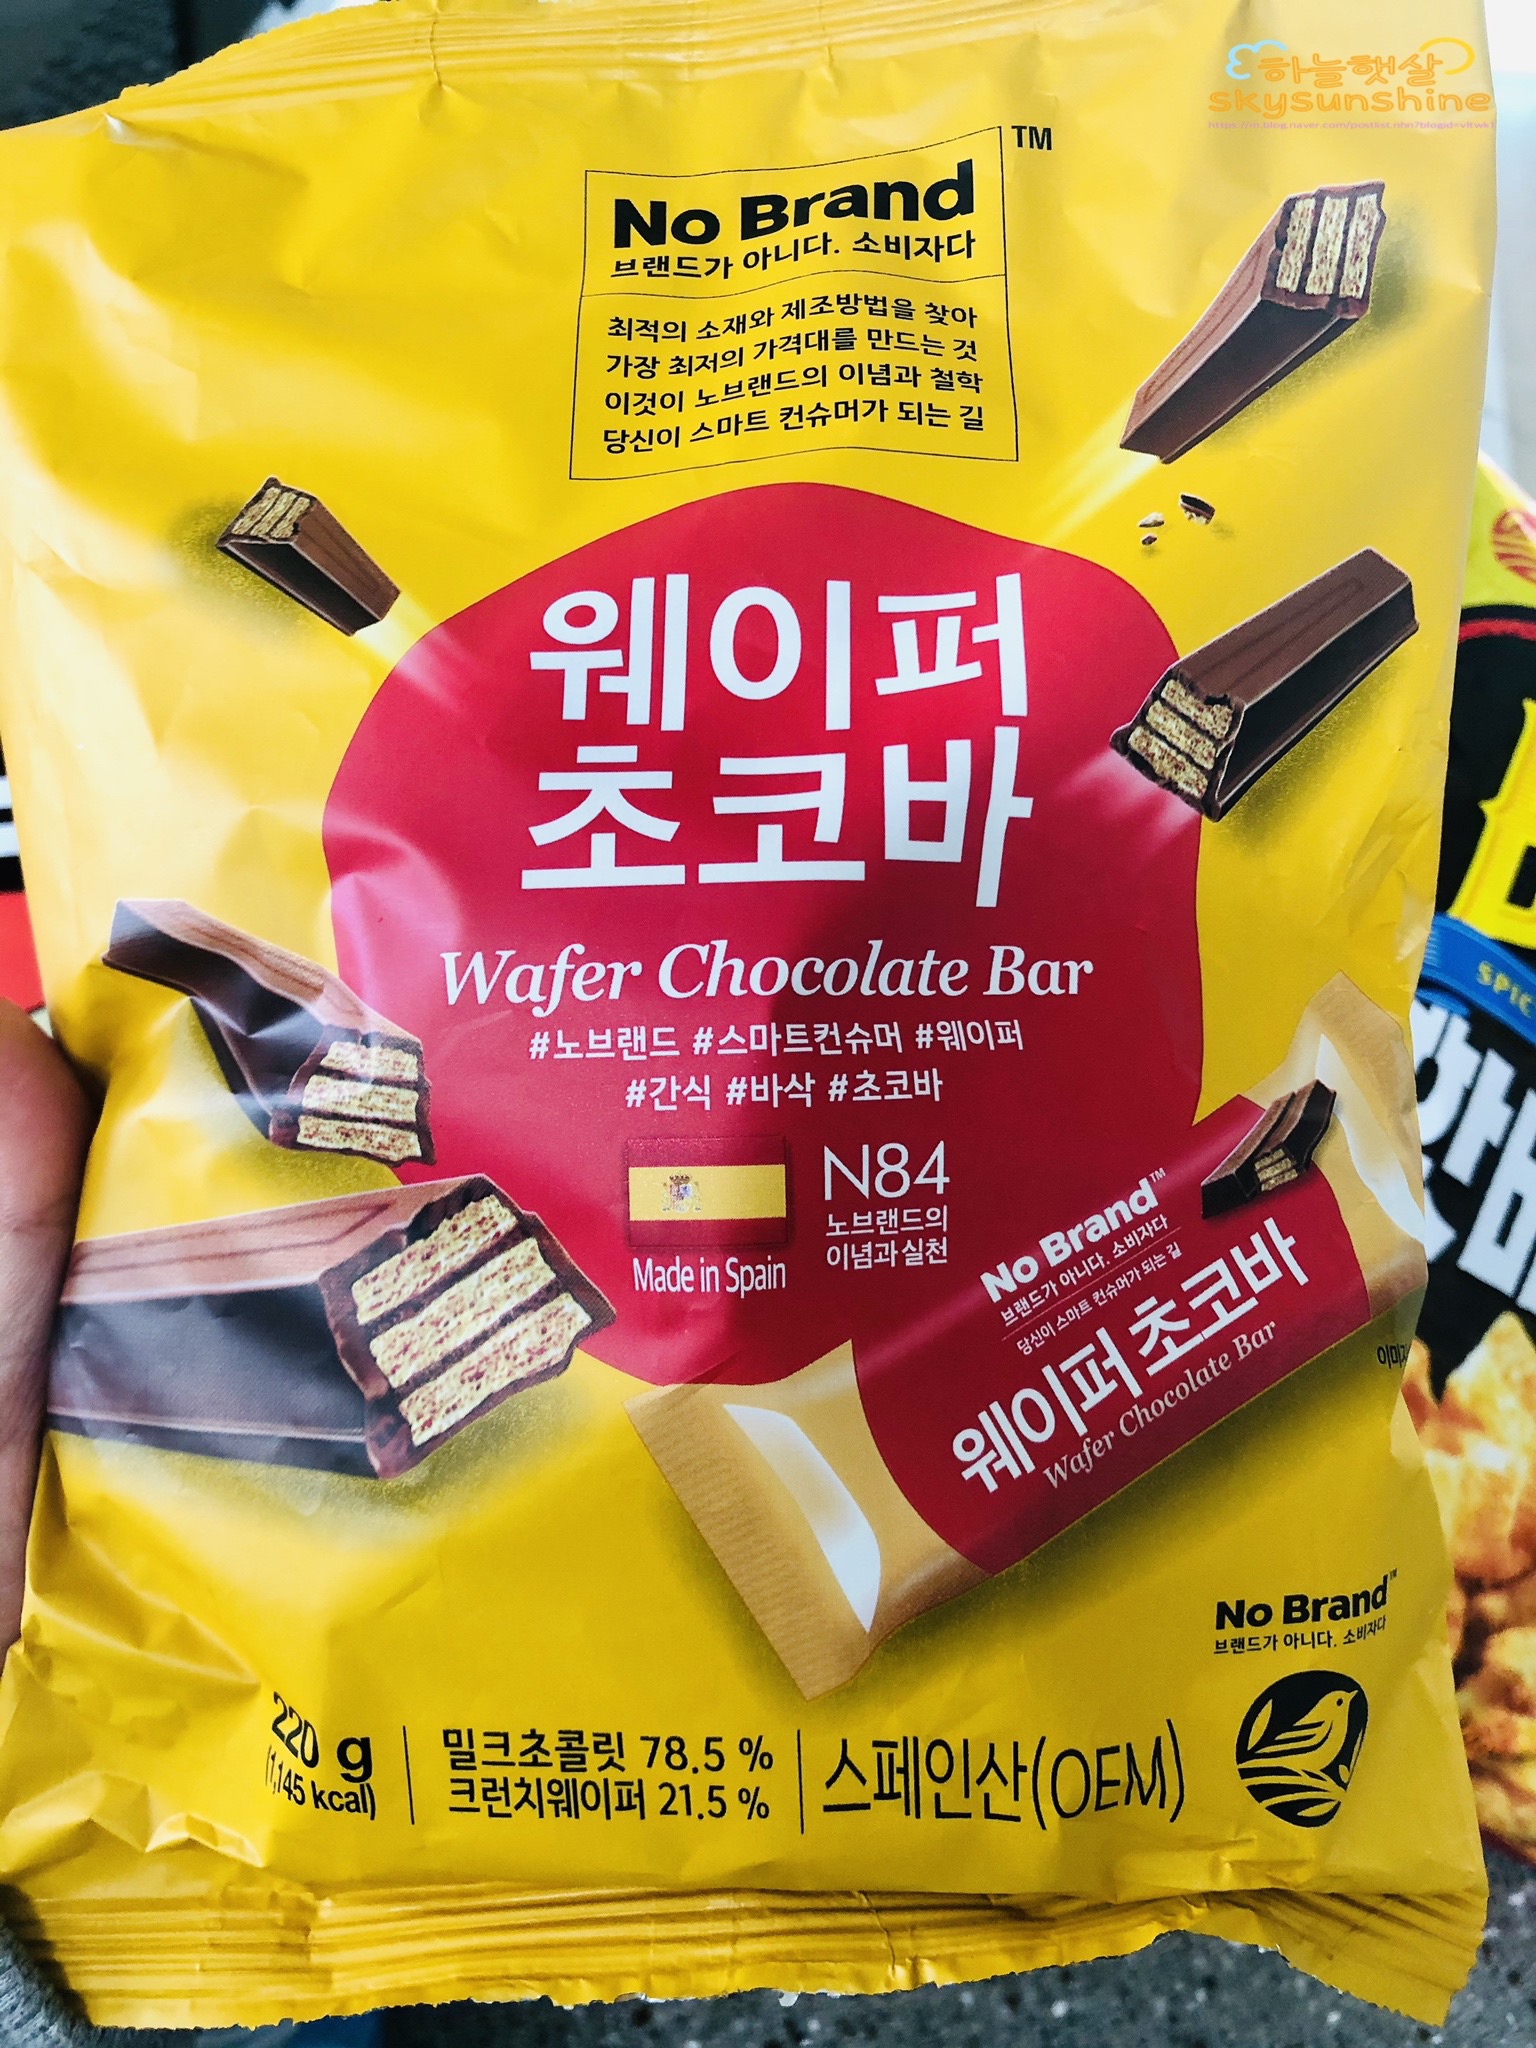 하늘햇살
skysunshine
TM
No Brand
브랜드가 아니다. 소비자다
최적의 소재와 제조방법을 찾아
가장 최저의 가격대를 만드는 것
이것이 노브랜드의 이념과 철학
당신이 스마트 컨슈머가 되는 길
웨이퍼
초코바
Wafer Chocolate Bar
#노브랜드 #스마트컨슈머 #웨이퍼
#간식 #바삭 #초코바
Made in Spain
N84
노브랜드의
이념과 실천
No Brand TM
브랜드가 아니다. 소비자다
당신이 스마트 컨슈머가 되는 길
웨이퍼 초코바
Wafer Chocolate Bar
No Brand
브랜드가 아니다. 소비자다
220 g
(1,145 kcal)
밀크초콜릿 78.5 %
크런치웨이퍼 21.5 %
스페인산(OEM)